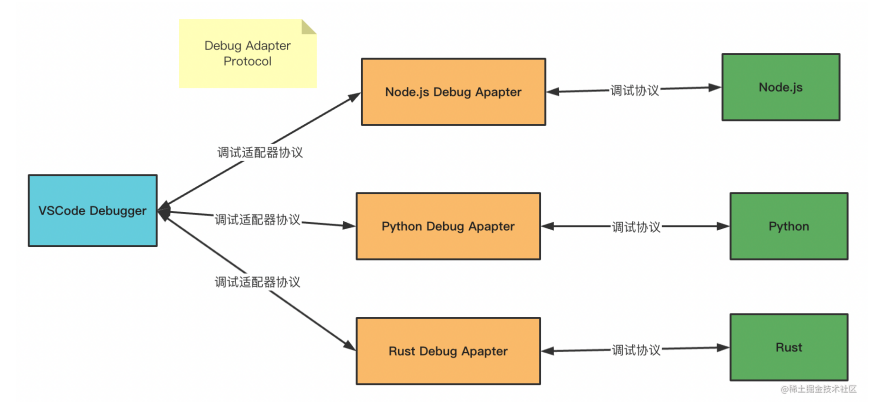 Debug Adapter
Protocol
Node.js Debug Apapter
调试协议
Node.js
调试适配器协议
VSCode Debugger
调试适配器协议
Python Debug Apapter
调试协议
Python
调试适配器协议
Rust Debug Apapter
调试协议
Rust
@稀土掘金技术社区